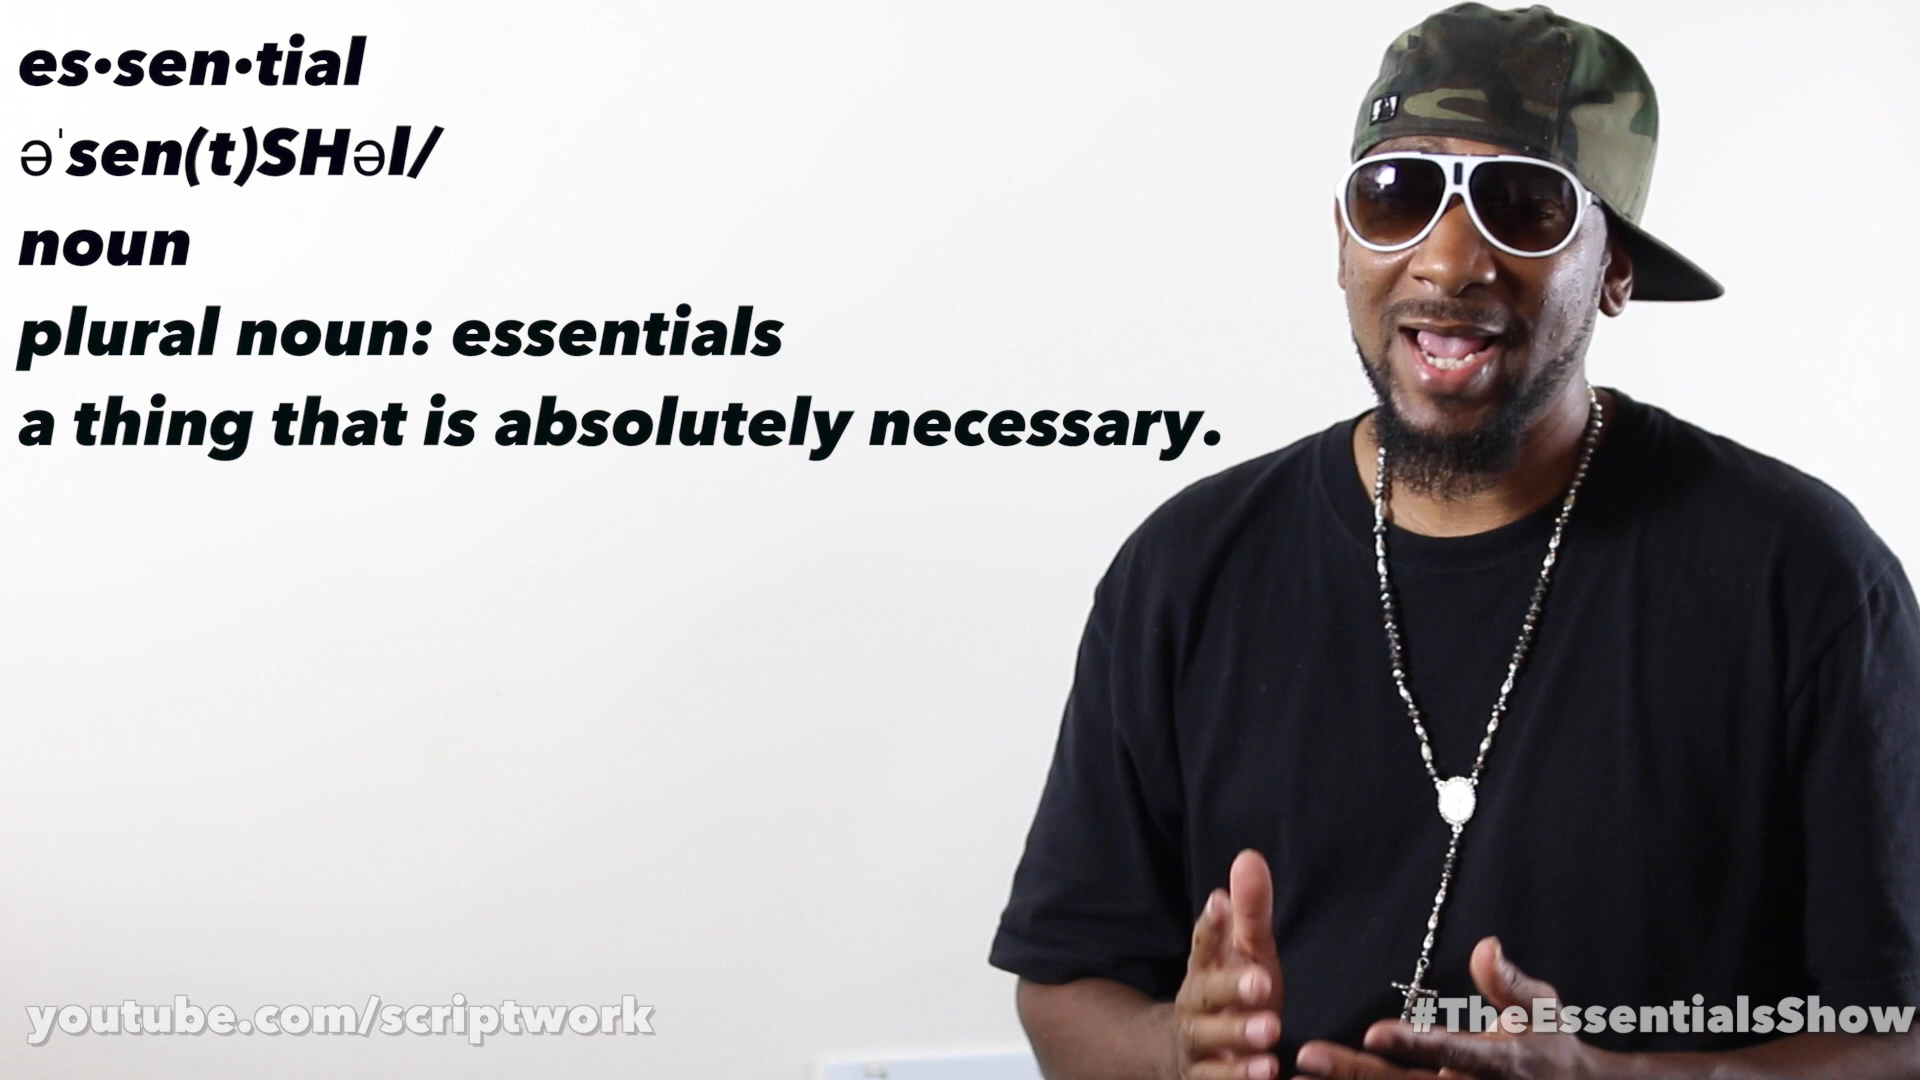 es•sen•tial
əˈsen(t)SHəl/
noun
plural noun: essentials
a thing that is absolutely necessary.
youtube.com/scriptwork
#TheEssentialsShow